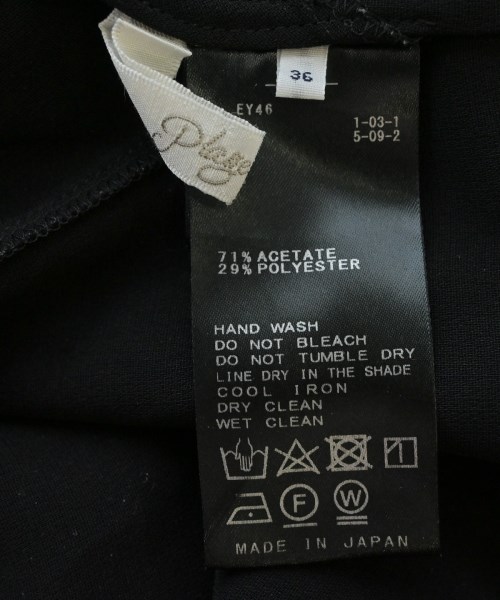 36
EY46
1-03-1
5-09-2
Plage
71% ACETATE
29% POLYESTER
HAND WASH
DO NOT BLEACH
DO NOT TUMBLE DRY
LINE DRY IN THE SHADE
COOL IRON
DRY CLEAN
WET CLEAN
F W
MADE IN JAPAN